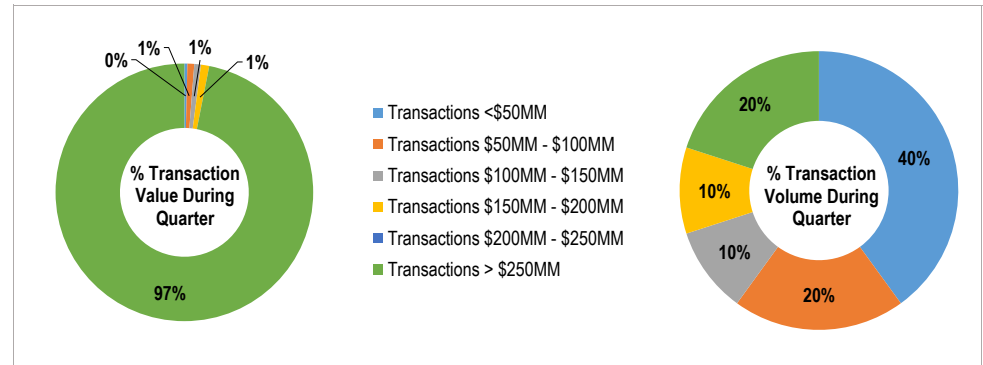 0%
1%
1%
1%
% Transaction
Value During
Quarter
97%
Transactions <$50MM
Transactions $50MM - $100MM
Transactions $100MM - $150MM
Transactions $150MM - $200MM
Transactions $200MM - $250MM
Transactions > $250MM
20%
40%
10%
10%
20%
% Transaction
Volume During
Quarter